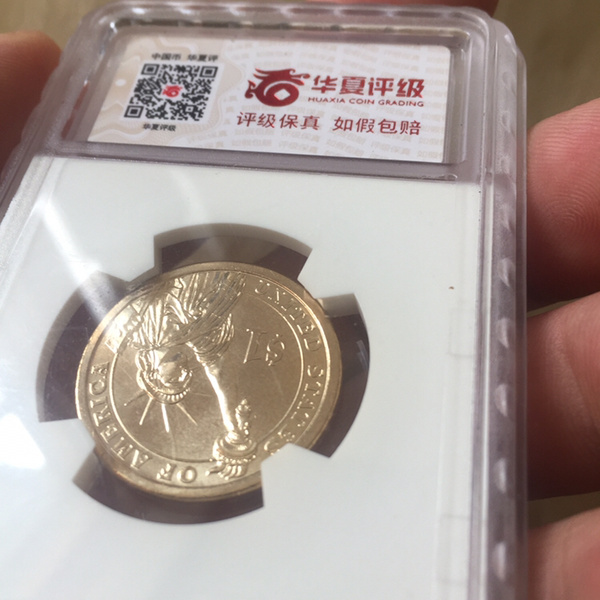 中国币 华夏评
华夏评级
华夏评级
HUAXIA COIN GRADING
评级保真 如假包赔
UNITED STATES OF AMERICA
$1